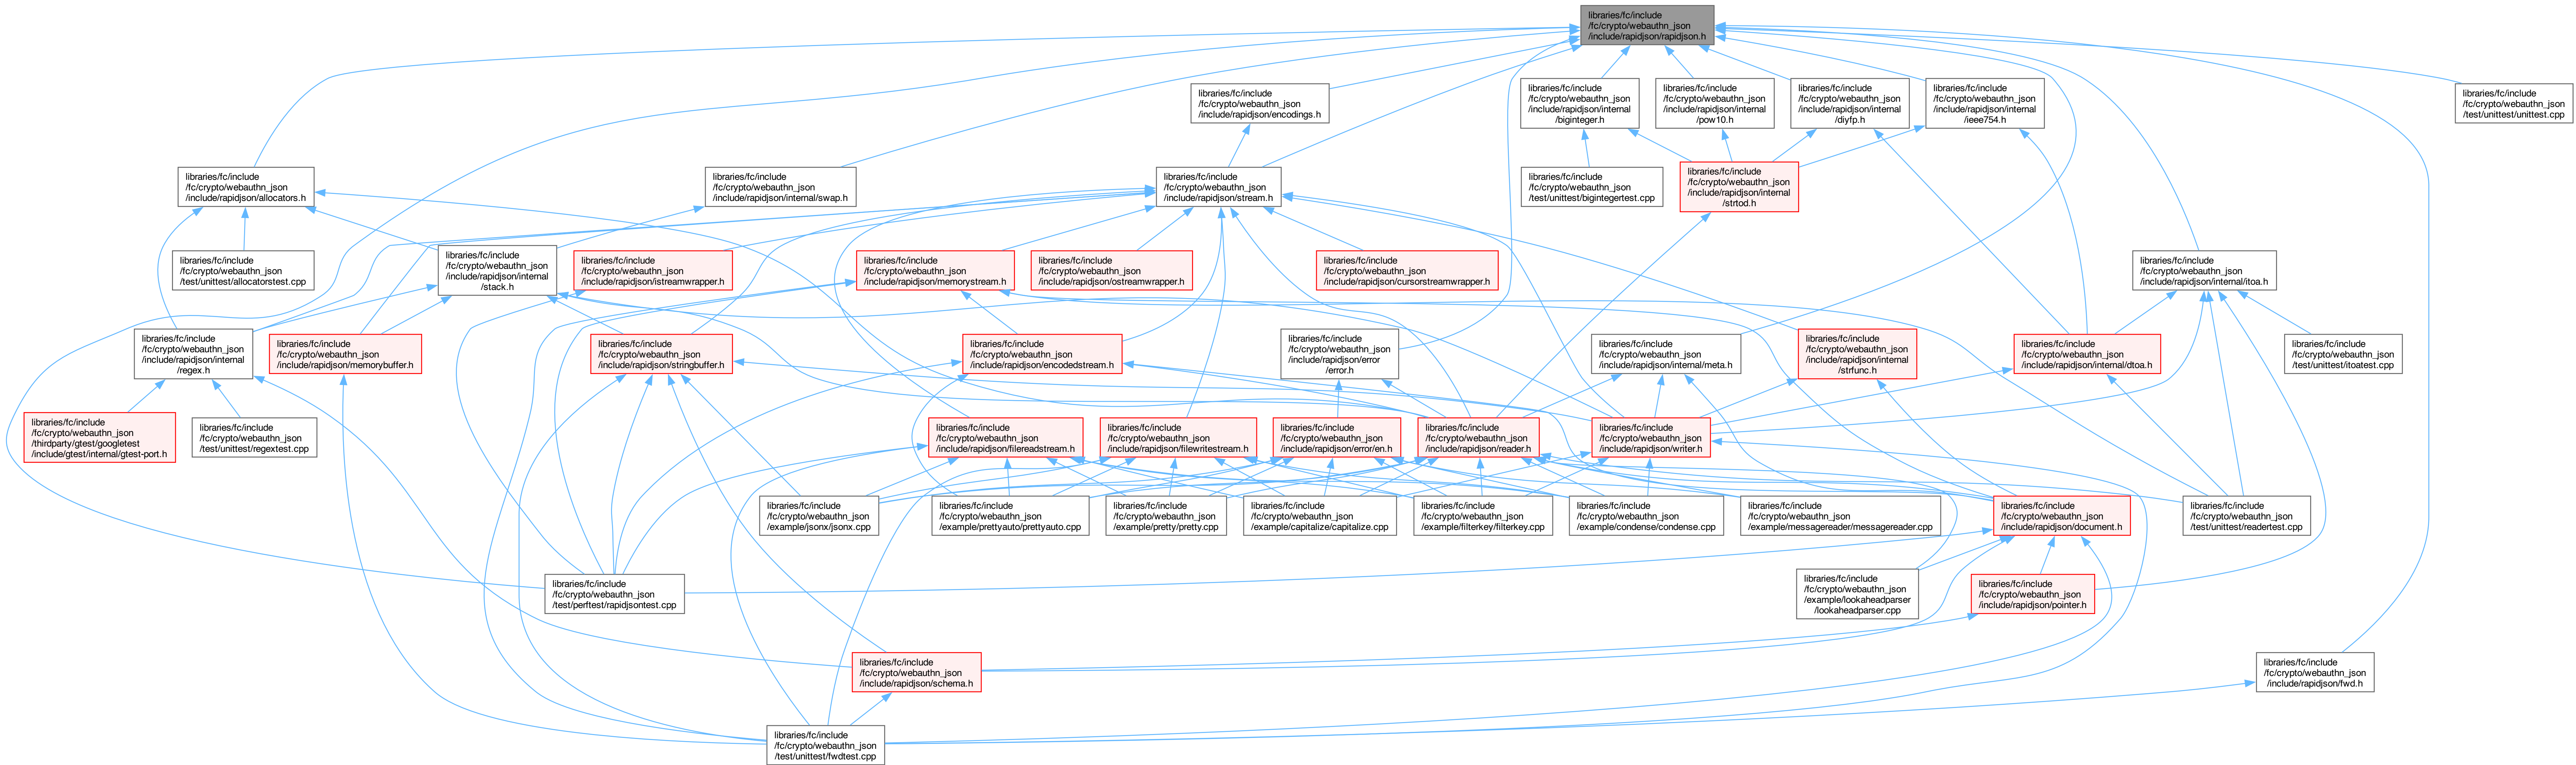 libraries/fc/include
/fc/crypto/webauthn_json
/include/rapidjson/rapidjson.h
libraries/fc/include
/fc/crypto/webauthn_json
/include/rapidjson/encodings.h
libraries/fc/include
/fc/crypto/webauthn_json
/include/rapidjson/internal
/biginteger.h
libraries/fc/include
/fc/crypto/webauthn_json
/include/rapidjson/internal
/pow10.h
libraries/fc/include
/fc/crypto/webauthn_json
/include/rapidjson/internal
/diyfp.h
libraries/fc/include
/fc/crypto/webauthn_json
/include/rapidjson/internal
/ieee754.h
libraries/fc/include
/fc/crypto/webauthn_json
/test/unittest/unittest.cpp
libraries/fc/include
/fc/crypto/webauthn_json
/include/rapidjson/allocators.h
libraries/fc/include
/fc/crypto/webauthn_json
/include/rapidjson/internal/swap.h
libraries/fc/include
/fc/crypto/webauthn_json
/include/rapidjson/stream.h
libraries/fc/include
/fc/crypto/webauthn_json
/test/unittest/bigintegertest.cpp
libraries/fc/include
/fc/crypto/webauthn_json
/include/rapidjson/internal
/strtod.h
libraries/fc/include
/fc/crypto/webauthn_json
/test/unittest/allocatorstest.cpp
libraries/fc/include
/fc/crypto/webauthn_json
/include/rapidjson/internal
/stack.h
libraries/fc/include
/fc/crypto/webauthn_json
/include/rapidjson/istreamwrapper.h
libraries/fc/include
/fc/crypto/webauthn_json
/include/rapidjson/memorystream.h
libraries/fc/include
/fc/crypto/webauthn_json
/include/rapidjson/ostreamwrapper.h
libraries/fc/include
/fc/crypto/webauthn_json
/include/rapidjson/cursorstreamwrapper.h
libraries/fc/include
/fc/crypto/webauthn_json
/include/rapidjson/internal/itoa.h
libraries/fc/include
/fc/crypto/webauthn_json
/include/rapidjson/internal
/regex.h
libraries/fc/include
/fc/crypto/webauthn_json
/include/rapidjson/memorybuffer.h
libraries/fc/include
/fc/crypto/webauthn_json
/include/rapidjson/stringbuffer.h
libraries/fc/include
/fc/crypto/webauthn_json
/include/rapidjson/encodedstream.h
libraries/fc/include
/fc/crypto/webauthn_json
/include/rapidjson/error
/error.h
libraries/fc/include
/fc/crypto/webauthn_json
/include/rapidjson/internal/meta.h
libraries/fc/include
/fc/crypto/webauthn_json
/include/rapidjson/internal
/strfunc.h
libraries/fc/include
/fc/crypto/webauthn_json
/include/rapidjson/internal/dtoa.h
libraries/fc/include
/fc/crypto/webauthn_json
/test/unittest/itoatest.cpp
libraries/fc/include
/fc/crypto/webauthn_json
/thirdparty/gtest/googletest
/include/gtest/internal/gtest-port.h
libraries/fc/include
/fc/crypto/webauthn_json
/test/unittest/regextest.cpp
libraries/fc/include
/fc/crypto/webauthn_json
/include/rapidjson/filereadstream.h
libraries/fc/include
/fc/crypto/webauthn_json
/include/rapidjson/filewritestream.h
libraries/fc/include
/fc/crypto/webauthn_json
/include/rapidjson/error/en.h
libraries/fc/include
/fc/crypto/webauthn_json
/include/rapidjson/reader.h
libraries/fc/include
/fc/crypto/webauthn_json
/include/rapidjson/writer.h
libraries/fc/include
/fc/crypto/webauthn_json
/example/jsonx/jsonx.cpp
libraries/fc/include
/fc/crypto/webauthn_json
/example/prettyauto/prettyauto.cpp
libraries/fc/include
/fc/crypto/webauthn_json
/example/pretty/pretty.cpp
libraries/fc/include
/fc/crypto/webauthn_json
/example/capitalize/capitalize.cpp
libraries/fc/include
/fc/crypto/webauthn_json
/example/filterkey/filterkey.cpp
libraries/fc/include
/fc/crypto/webauthn_json
/example/condense/condense.cpp
libraries/fc/include
/fc/crypto/webauthn_json
/example/messagereader/messagereader.cpp
libraries/fc/include
/fc/crypto/webauthn_json
/include/rapidjson/document.h
libraries/fc/include
/fc/crypto/webauthn_json
/test/unittest/readertest.cpp
libraries/fc/include
/fc/crypto/webauthn_json
/test/perftest/rapidjsontest.cpp
libraries/fc/include
/fc/crypto/webauthn_json
/example/lookaheadparser
/lookaheadparser.cpp
libraries/fc/include
/fc/crypto/webauthn_json
/include/rapidjson/pointer.h
libraries/fc/include
/fc/crypto/webauthn_json
/include/rapidjson/schema.h
libraries/fc/include
/fc/crypto/webauthn_json
/include/rapidjson/fwd.h
libraries/fc/include
/fc/crypto/webauthn_json
/test/unittest/fwdtest.cpp